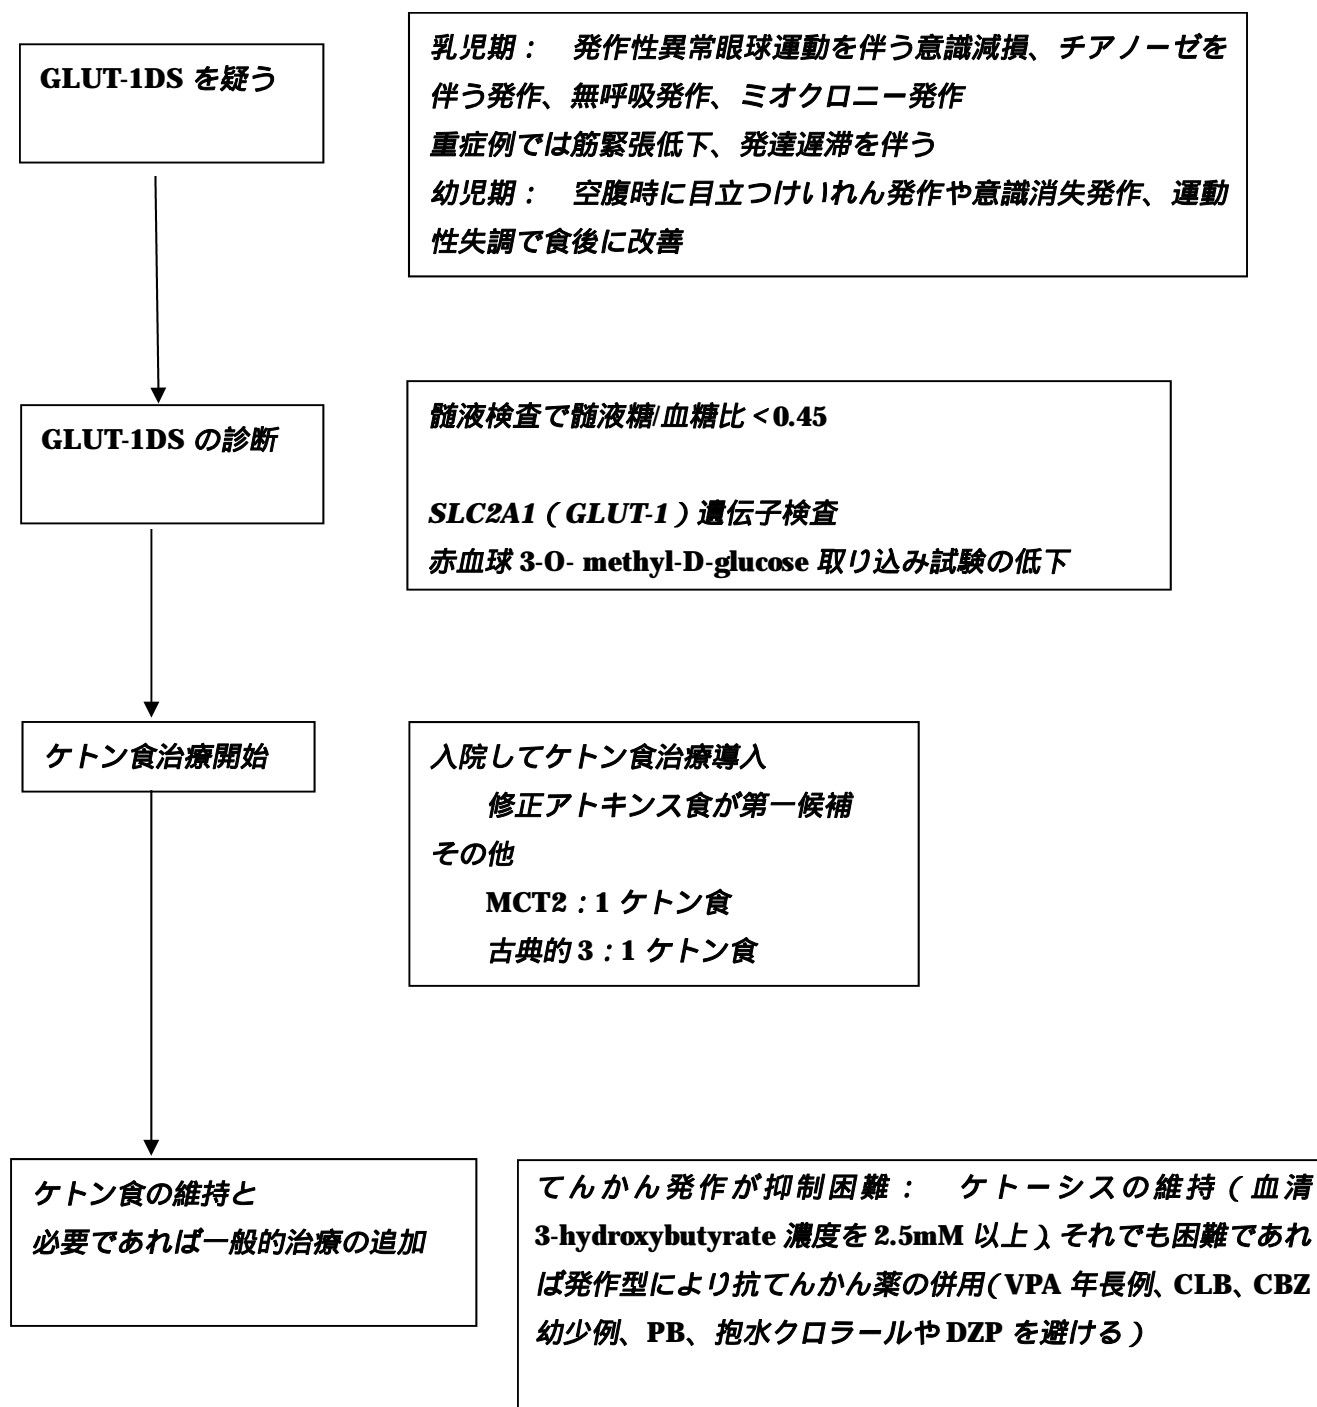 GLUT-1DS を疑う
乳児期： 発作性異常眼球運動を伴う意識減損、チアノーゼを
伴う発作、無呼吸発作、ミオクロニー発作
重症例では筋緊張低下、発達遅滞を伴う
幼児期： 空腹時に目立つけいれん発作や意識消失発作、運動
性失調で食後に改善
GLUT-1DS の診断
髄液検査で髄液糖/血糖比＜0.45
SLC2A1（GLUT-1）遺伝子検査
赤血球 3-O- methyl-D-glucose 取り込み試験の低下
ケトン食治療開始
入院してケトン食治療導入
修正アトキンス食が第一候補
その他
MCT2：1 ケトン食
古典的 3：1 ケトン食
ケトン食の維持と
必要であれば一般的治療の追加
てんかん発作が抑制困難： ケトーシスの維持（血清
3-hydroxybutyrate 濃度を 2.5mM 以上）、それでも困難であれ
ば発作型により抗てんかん薬の併用（VPA 年長例、CLB、CBZ
幼少例、PB、抱水クロラールや DZP を避ける）